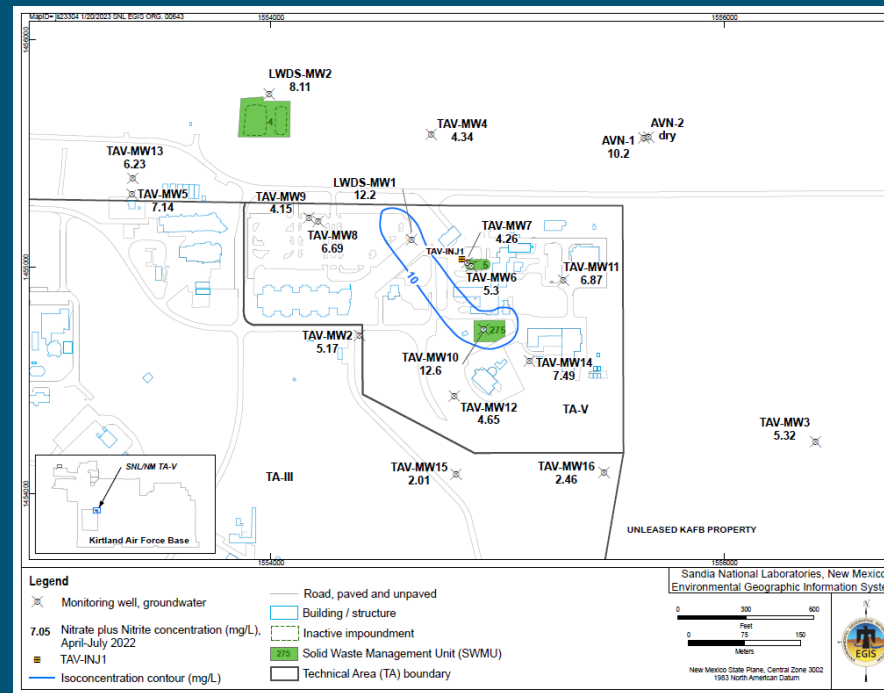 MapID= js23304 1/20/2023 SNL EGIS ORG. 00643
1554000
1556000
1456000
LWDS-MW2
8.11
4
TAV-MW4
4.34
AVN-2
dry
AVN-1
10.2
TAV-MW13
6.23
TAV-MW5
7.14
LWDS-MW1
12.2
TAV-MW9
4.15
TAV-MW8
6.69
TAV-MW7
4.26
TAV-INJ1
5
10
1455000
TAV-MW6
5.3
TAV-MW11
6.87
275
TAV-MW2
5.17
TAV-MW10
12.6
TAV-MW14
7.49
TAV-MW12
4.65
TA-V
TAV-MW3
5.32
SNL/NM TA-V
Kirtland Air Force Base
TA-III
TAV-MW15
2.01
TAV-MW16
2.46
1454000
UNLEASED KAFB PROPERTY
1554000
1556000
Legend
Monitoring well, groundwater
7.05 Nitrate plus Nitrite concentration (mg/L),
April-July 2022
TAV-INJ1
Isoconcentration contour (mg/L)
Road, paved and unpaved
Building / structure
Inactive impoundment
275 Solid Waste Management Unit (SWMU)
Technical Area (TA) boundary
Sandia National Laboratories, New Mexico
Environmental Geographic Information Syste
0 300 600
Feet
0 75 150
Meters
New Mexico State Plane, Central Zone 3002
1983 North American Datum
N
EGIS